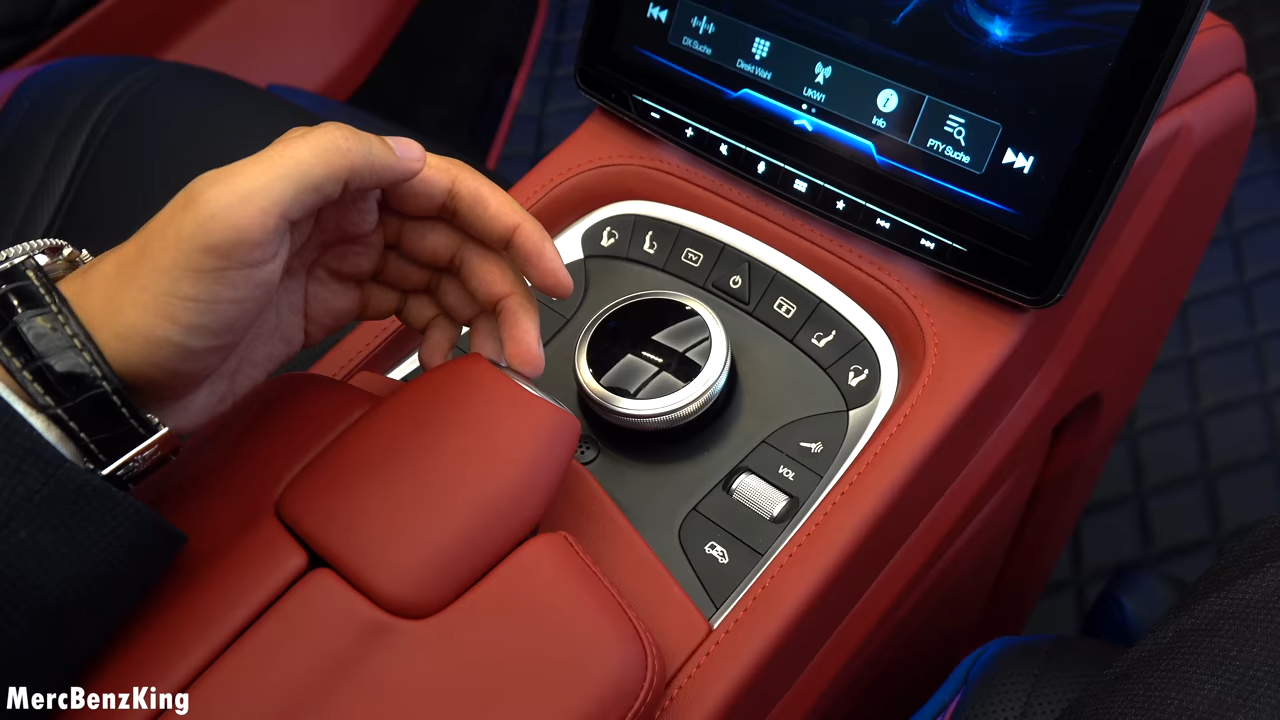 DX Suche
Direkt Wahl
UKW1
Info
PTY Suche
TV
VOL
MercBenzKing